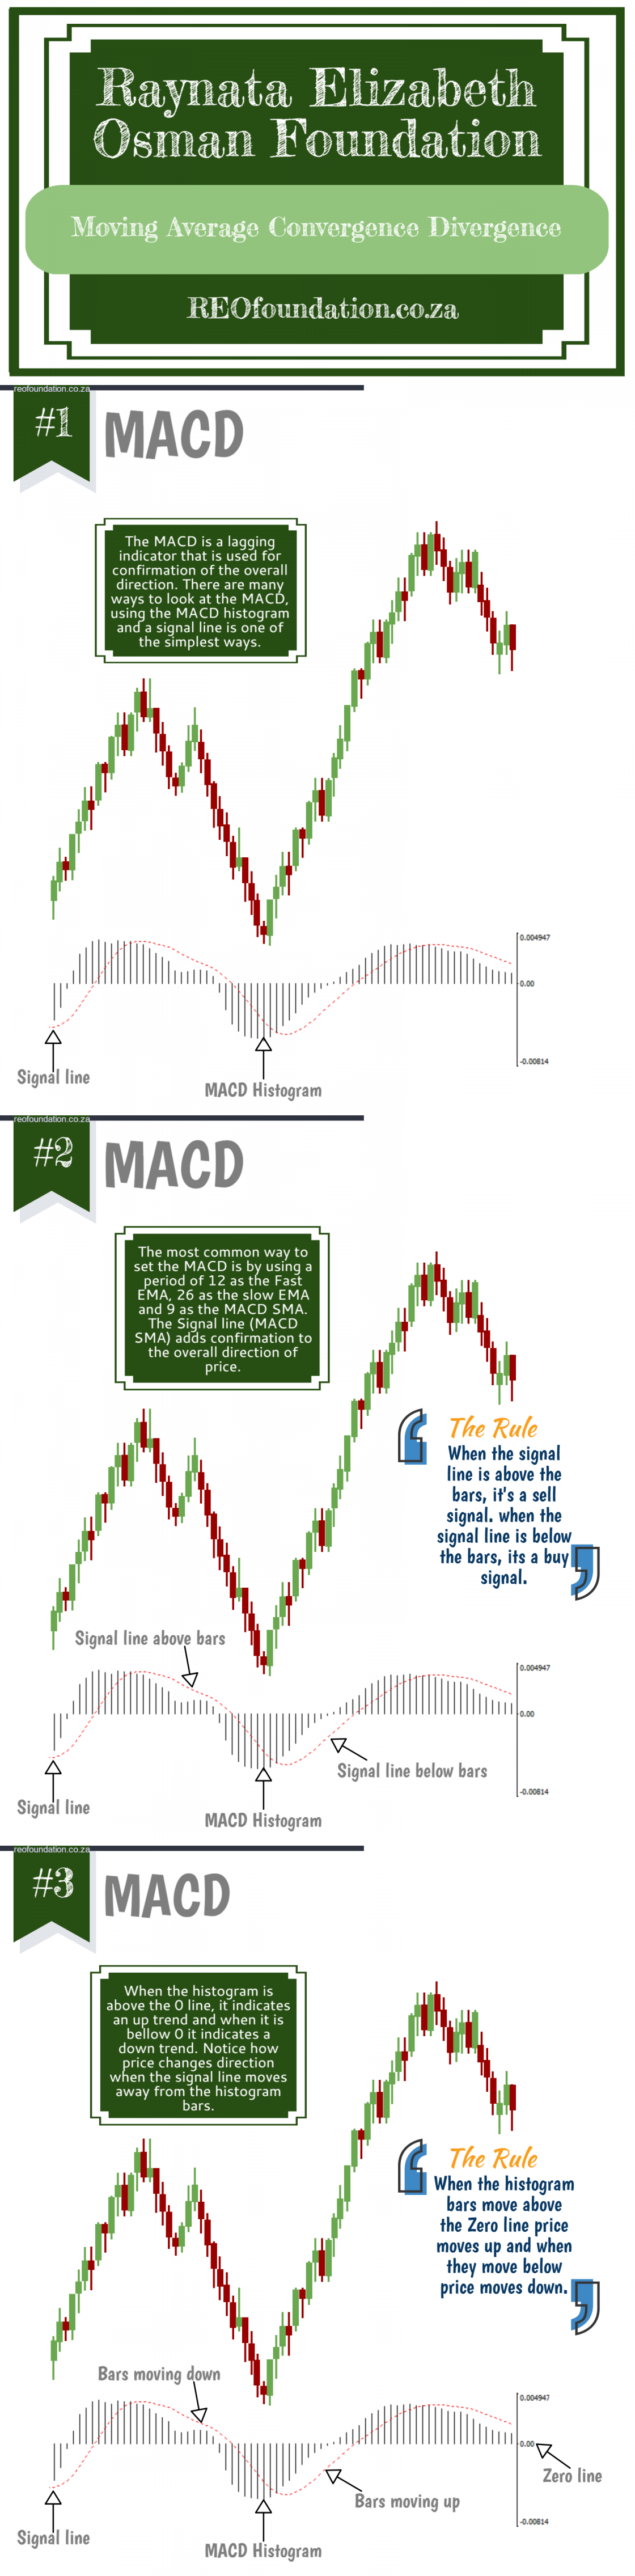 Raynata Elizabeth
Osman Foundation
Moving Average Convergence Divergence
REOfoundation.co.za
reofoundation.co.za
#1
MACD
The MACD is a lagging
indicator that is used for
confirmation of the overall
direction. There are many
ways to look at the MACD,
using the MACD histogram
and a signal line is one of
the simplest ways.
0.004947
0.00
-0.00814
Signal line
MACD Histogram
reofoundation.co.za
#2
MACD
The most common way to
set the MACD is by using a
period of 12 as the Fast
EMA, 26 as the slow EMA
and 9 as the MACD SMA.
The Signal line (MACD
SMA) adds confirmation to
the overall direction of
price.
The Rule
When the signal
line is above the
bars, it's a sell
signal. when the
signal line is below
the bars, its a buy
signal.
Signal line above bars
0.004947
0.00
Signal line below bars
-0.00814
Signal line
MACD Histogram
reofoundation.co.za
#3
MACD
When the histogram is
above the 0 line, it indicates
an up trend and when it is
bellow 0 it indicates a
down trend. Notice how
price changes direction
when the signal line moves
away from the histogram
bars.
The Rule
When the histogram
bars move above
the Zero line price
moves up and when
they move below
price moves down.
Bars moving down
0.004947
0.00
Zero line
Bars moving up
-0.00814
Signal line
MACD Histogram